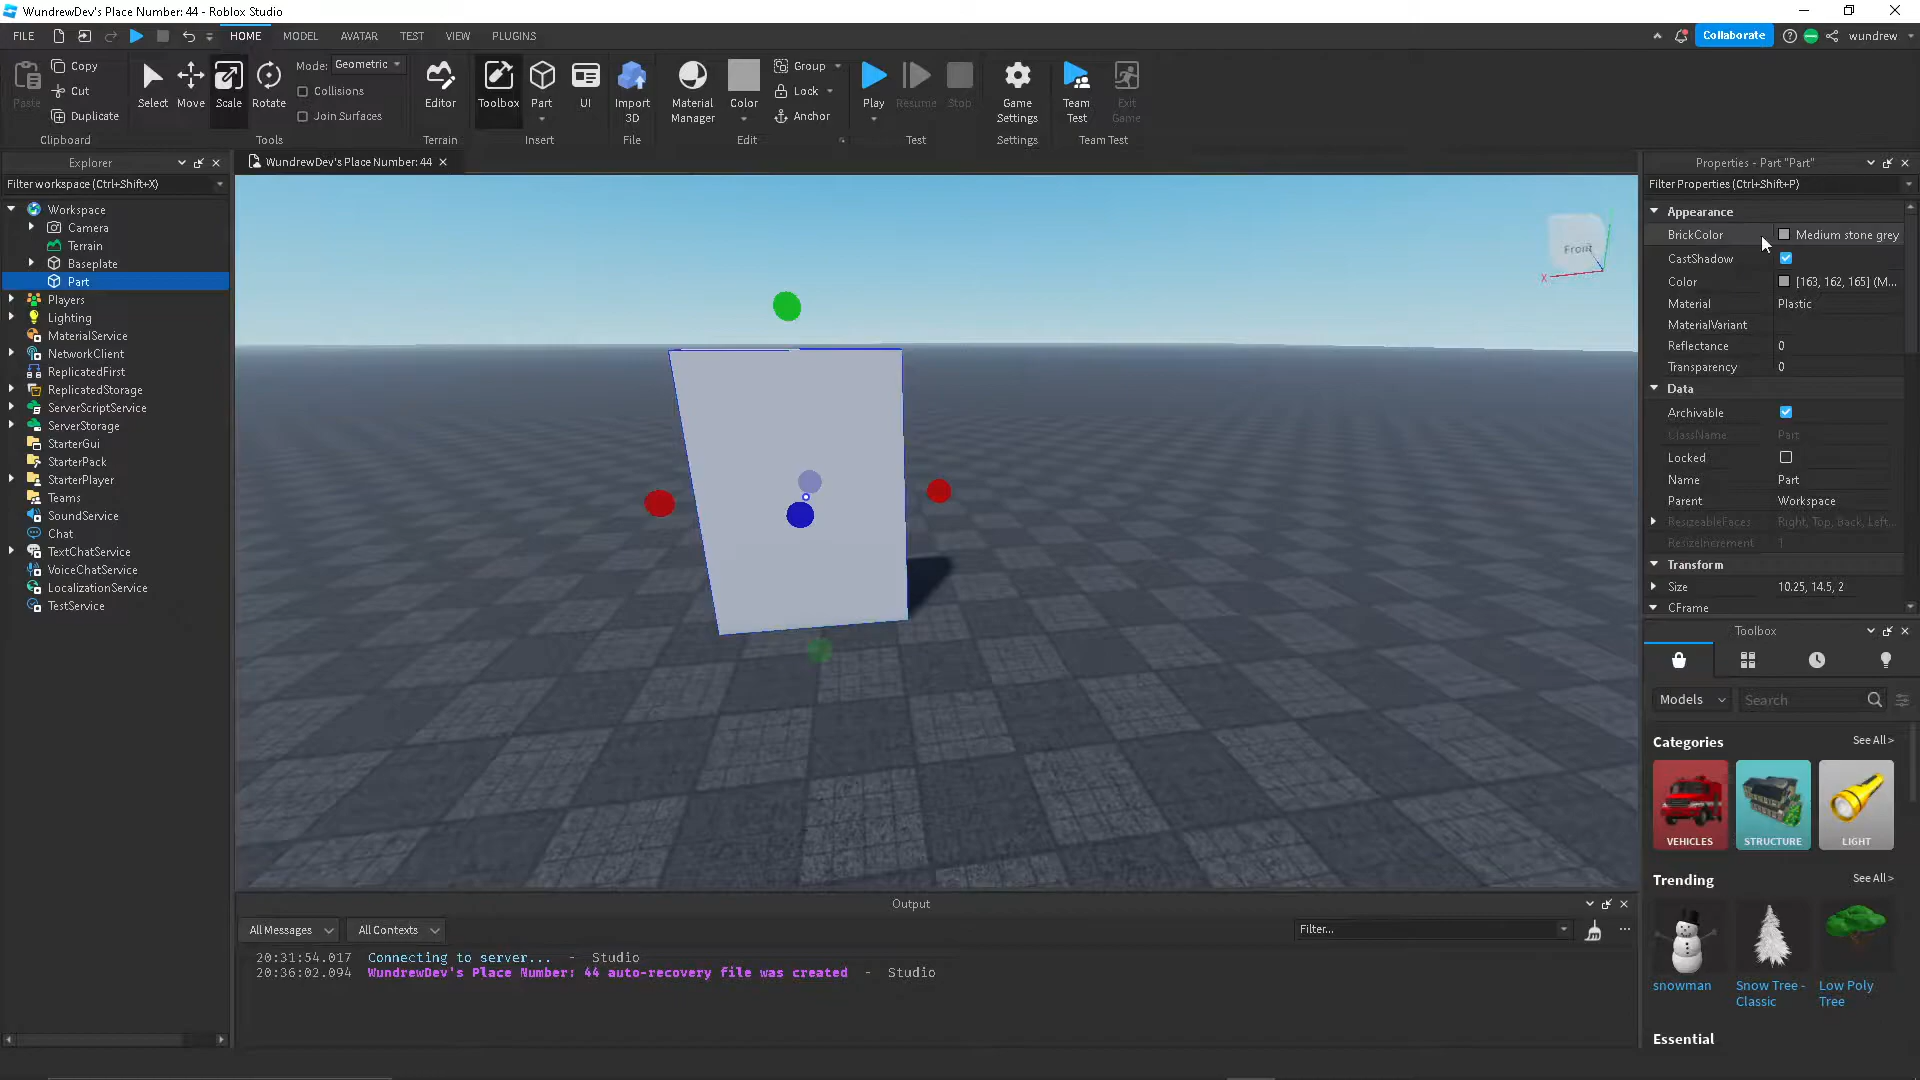 WundrewDev's Place Number: 44 - Roblox Studio
FILE HOME MODEL AVATAR TEST VIEW PLUGINS Collaborate wundrew
Paste Copy Cut Duplicate Clipboard
Select Move Scale Rotate Mode: Geometric Collisions Join Surfaces Tools
Editor Terrain
Toolbox Part UI Insert
Import 3D File
Material Manager Color Group Lock Anchor Edit
Play Resume Stop Test
Game Settings Settings
Team Test Exit Game Team Test
Explorer
Filter workspace (Ctrl+Shift+X)
Workspace
Camera
Terrain
Baseplate
Part
Players
Lighting
MaterialService
NetworkClient
ReplicatedFirst
ReplicatedStorage
ServerScriptService
ServerStorage
StarterGui
StarterPack
StarterPlayer
Teams
SoundService
Chat
TextChatService
VoiceChatService
LocalizationService
TestService
WundrewDev's Place Number: 44
Front
X
Output
All Messages All Contexts Filter...
20:31:54.017 Connecting to server... - Studio
20:36:02.094 WundrewDev's Place Number: 44 auto-recovery file was created - Studio
Properties - Part "Part"
Filter Properties (Ctrl+Shift+P)
Appearance
BrickColor Medium stone grey
CastShadow
Color [163, 162, 165] (M...
Material Plastic
MaterialVariant
Reflectance 0
Transparency 0
Data
Archivable
ClassName Part
Locked
Name Part
Parent Workspace
ResizeableFaces Right, Top, Back, Left...
ResizeIncrement 1
Transform
Size 10.25, 14.5, 2
CFrame
Toolbox
Models Search
Categories See All >
VEHICLES STRUCTURE LIGHT
Trending See All >
snowman Snow Tree - Classic Low Poly Tree
Essential